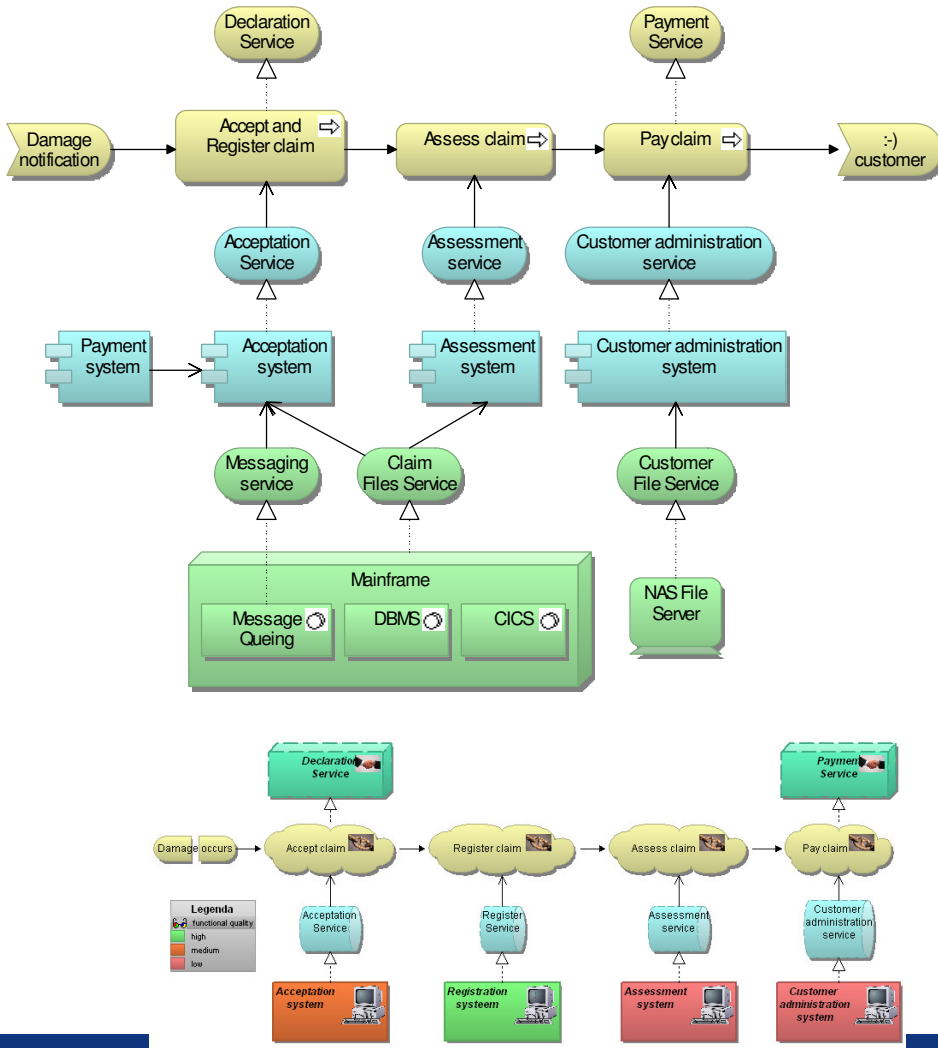 Declaration
Service
Payment
Service
Damage
notification
Accept and
Register claim
Assess claim
Pay claim
:-)
customer
Acceptation
Service
Assessment
service
Customer administration
service
Payment
system
Acceptation
system
Assessment
system
Customer administration
system
Messaging
service
Claim
Files Service
Customer
File Service
Mainframe
Message
Queing
DBMS
CICS
NAS File
Server
Declaration
Service
Payment
Service
Damage occurs
Accept claim
Register claim
Assess claim
Pay claim
Legenda
functional quality
high
medium
low
Acceptation
Service
Register
Service
Assessment
service
Customer
administration
service
Acceptation
system
Registration
systeem
Assessment
system
Customer
administration
system